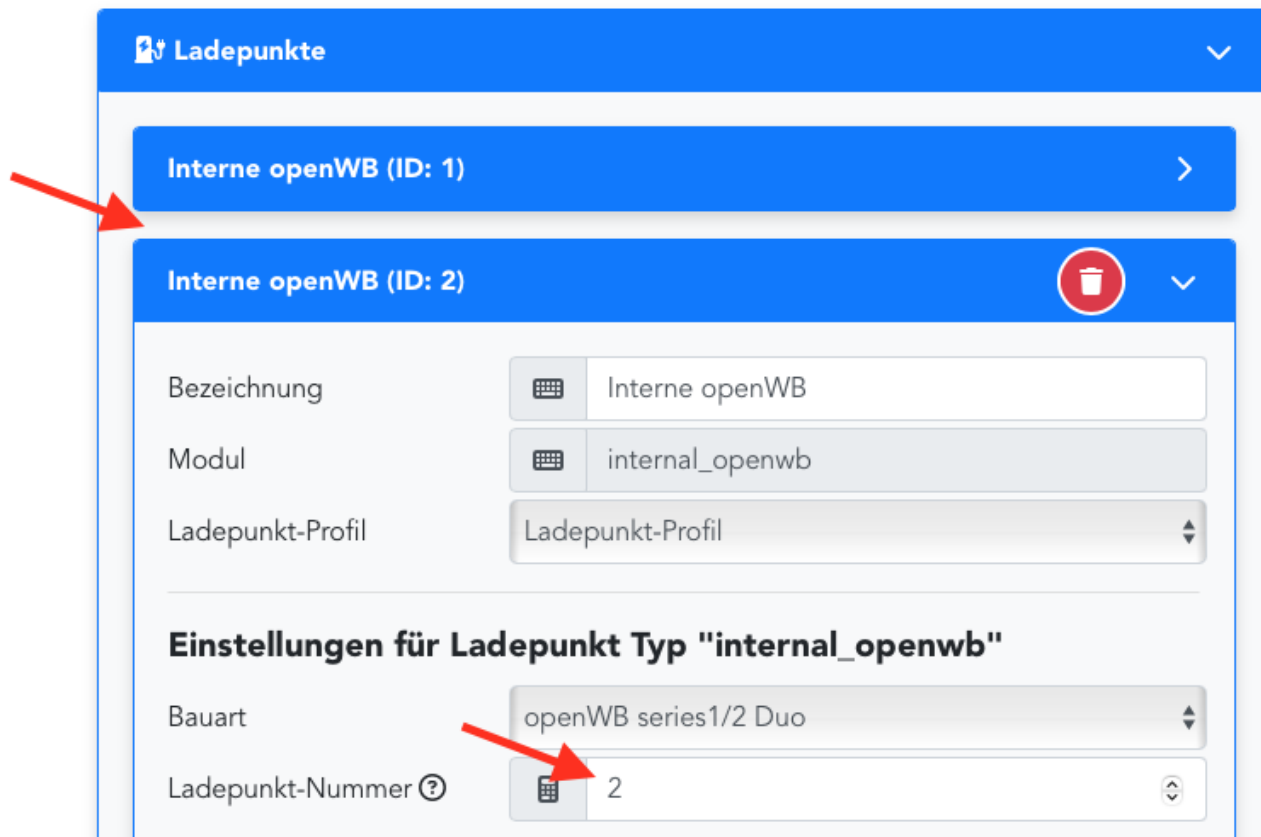 Ladepunkte
Interne openWB (ID: 1)
Interne openWB (ID: 2)
Bezeichnung Interne openWB
Modul internal_openwb
Ladepunkt-Profil Ladepunkt-Profil
Einstellungen für Ladepunkt Typ "internal_openwb"
Bauart openWB series1/2 Duo
Ladepunkt-Nummer ? 2